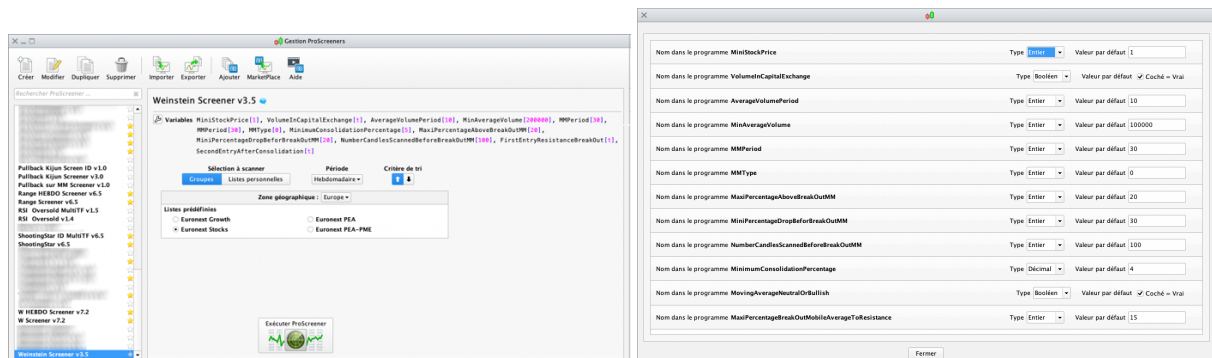 Gestion ProScreeners
Créer Modifier Dupliquer Supprimer Importer Exporter Ajouter MarketPlace Aide
Rechercher ProScreener ...
Pullback Kijun Screen ID v1.0
Pullback Kijun Screener v3.0
Pullback sur MM Screener v1.0
Range HEBDO Screener v6.5
Range Screener v6.5
RSI Oversold MultiTF v1.5
RSI Oversold v1.4
ShootingStar ID MultiTF v6.5
ShootingStar v6.5
W HEBDO Screener v7.2
W Screener v7.2
Weinstein Screener v3.5
Weinstein Screener v3.5
Variables MiniStockPrice[1], VolumeInCapitalExchange[t], AverageVolumePeriod[10], MinAverageVolume[200000], MMPeriod[30],
MMPeriod[30], MMType[0], MinimumConsolidationPercentage[5], MaxiPercentageAboveBreakOutMM[20],
MiniPercentageDropBeforBreakOutMM[20], NumberCandlesScannedBeforeBreakOutMM[100], FirstEntryResistanceBreakOut[t],
SecondEntryAfterConsolidation[t]
Sélection à scanner Période Critère de tri
Groupes Listes personnelles Hebdomadaire
Zone géographique : Europe
Listes prédéfinies
Euronext Growth Euronext PEA
Euronext Stocks Euronext PEA-PME
Exécuter ProScreener
Nom dans le programme MiniStockPrice Type Entier Valeur par défaut 1
Nom dans le programme VolumeInCapitalExchange Type Booléen Valeur par défaut Coché = Vrai
Nom dans le programme AverageVolumePeriod Type Entier Valeur par défaut 10
Nom dans le programme MinAverageVolume Type Entier Valeur par défaut 100000
Nom dans le programme MMPeriod Type Entier Valeur par défaut 30
Nom dans le programme MMType Type Entier Valeur par défaut 0
Nom dans le programme MaxiPercentageAboveBreakOutMM Type Entier Valeur par défaut 20
Nom dans le programme MiniPercentageDropBeforBreakOutMM Type Entier Valeur par défaut 30
Nom dans le programme NumberCandlesScannedBeforeBreakOutMM Type Entier Valeur par défaut 100
Nom dans le programme MinimumConsolidationPercentage Type Décimal Valeur par défaut 4
Nom dans le programme MovingAverageNeutralOrBullish Type Booléen Valeur par défaut Coché = Vrai
Nom dans le programme MaxiPercentageBreakOutMobileAverageToResistance Type Entier Valeur par défaut 15
Fermer